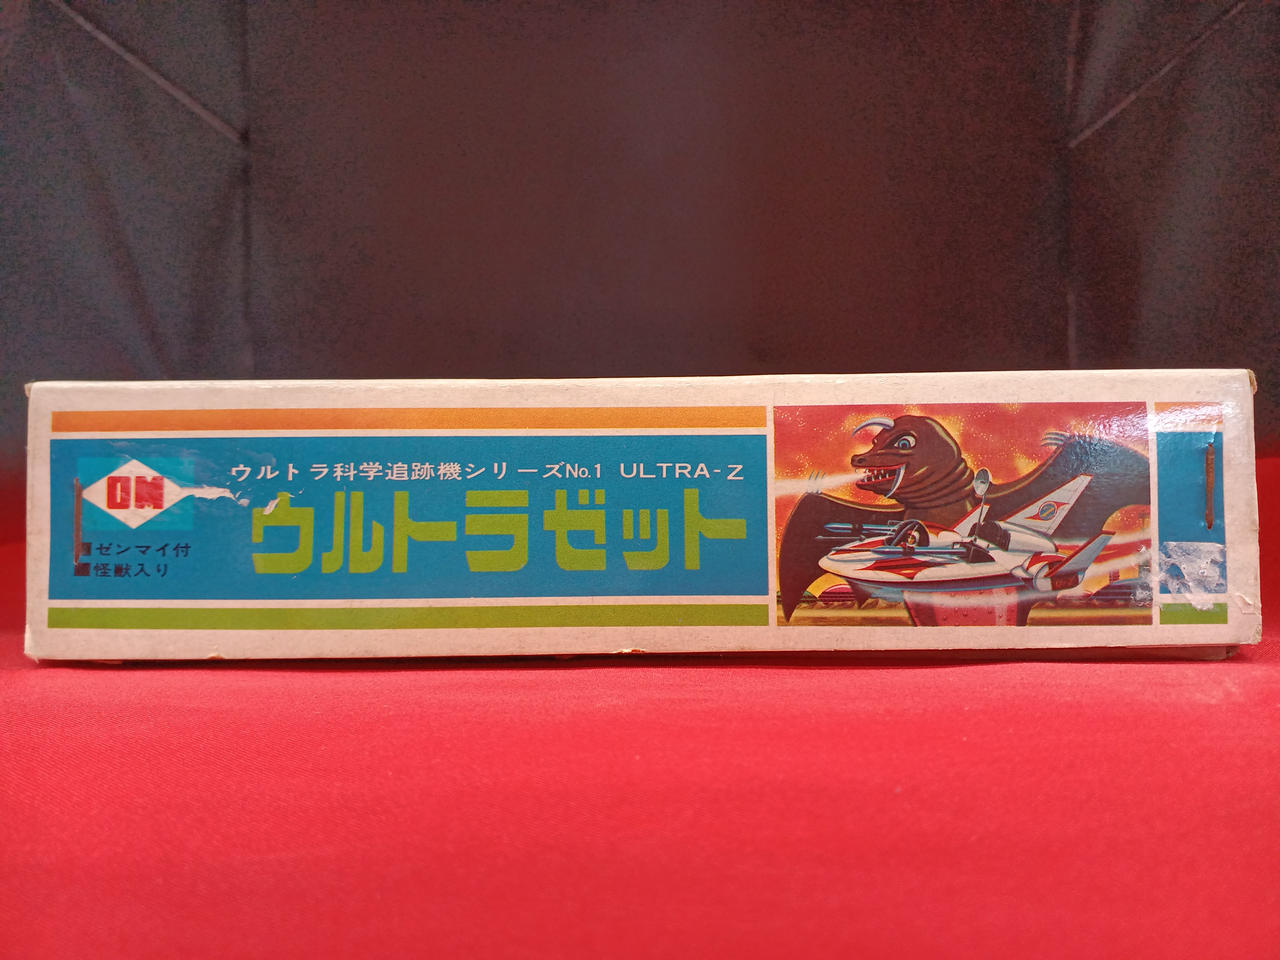 OM
ウルトラ科学追跡機シリーズNo.1 ULTRA-Z
ウルトラゼット
■ゼンマイ付
■怪獣入り